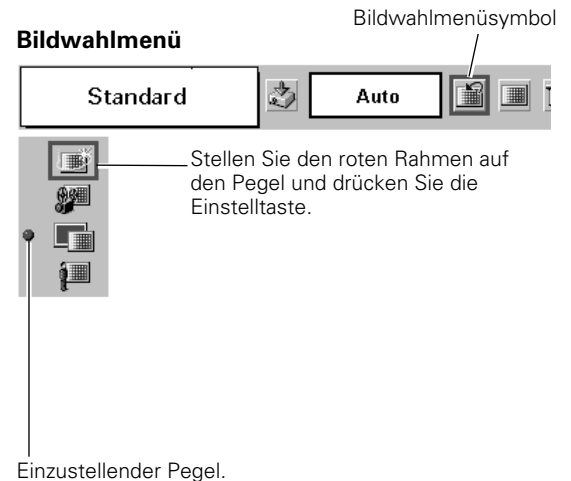 Bildwahlmenüsymbol
Bildwahlmenü
Standard
Auto
Stellen Sie den roten Rahmen auf
den Pegel und drücken Sie die
Einstelltaste.
Einzustellender Pegel.